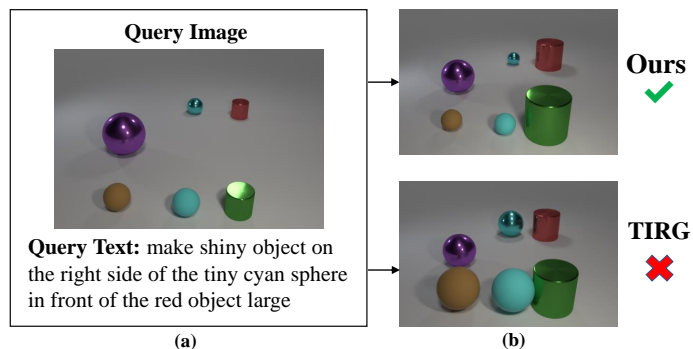 Query Image
Query Text: make shiny object on
the right side of the tiny cyan sphere
in front of the red object large
(a)
Ours
TIRG
(b)